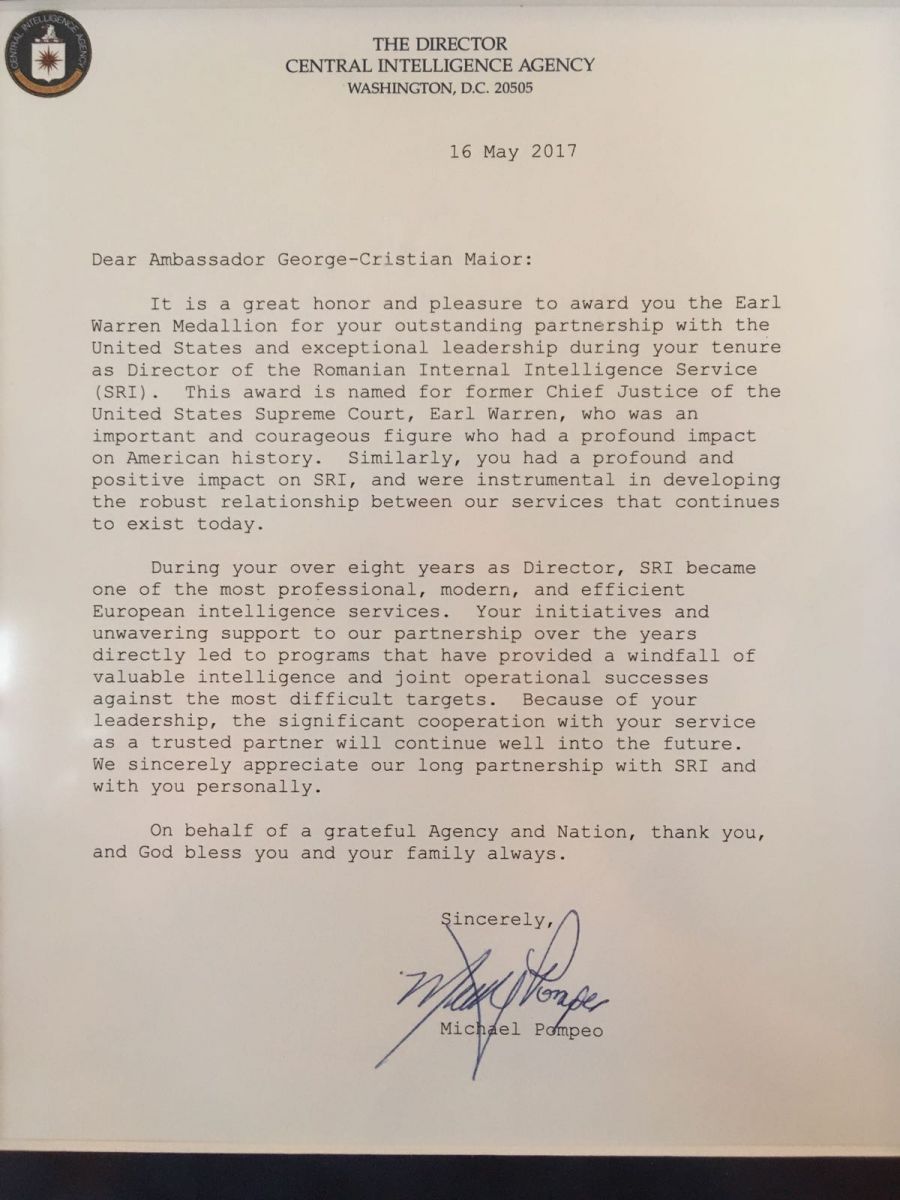 CENTRAL INTELLIGENCE AGENCY
THE DIRECTOR
CENTRAL INTELLIGENCE AGENCY
WASHINGTON, D.C. 20505
16 May 2017
Dear Ambassador George-Cristian Maior:
It is a great honor and pleasure to award you the Earl
Warren Medallion for your outstanding partnership with the
United States and exceptional leadership during your tenure
as Director of the Romanian Internal Intelligence Service
(SRI). This award is named for former Chief Justice of the
United States Supreme Court, Earl Warren, who was an
important and courageous figure who had a profound impact
on American history. Similarly, you had a profound and
positive impact on SRI, and were instrumental in developing
the robust relationship between our services that continues
to exist today.
During your over eight years as Director, SRI became
one of the most professional, modern, and efficient
European intelligence services. Your initiatives and
unwavering support to our partnership over the years
directly led to programs that have provided a windfall of
valuable intelligence and joint operational successes
against the most difficult targets. Because of your
leadership, the significant cooperation with your service
as a trusted partner will continue well into the future.
We sincerely appreciate our long partnership with SRI and
with you personally.
On behalf of a grateful Agency and Nation, thank you,
and God bless you and your family always.
Sincerely,
Michael Pompeo